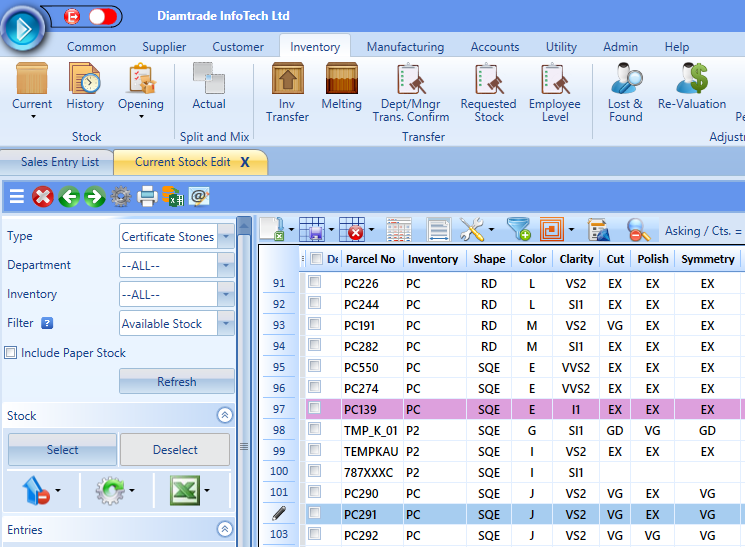 Diamtrade InfoTech Ltd
Common Supplier Customer Inventory Manufacturing Accounts Utility Admin Help
Current History Opening Actual Inv Transfer Melting Dept/Mngr Trans. Confirm Requested Stock Employee Level Lost & Found Re-Valuation
Stock Split and Mix Transfer Adjustr
Sales Entry List Current Stock Edit X
Asking / Cts. =
Type Certificate Stones
Department --ALL--
Inventory --ALL--
Filter ? Available Stock
Include Paper Stock
Refresh
Stock
Select Deselect
Entries
De Parcel No Inventory Shape Color Clarity Cut Polish Symmetry
91 PC226 PC RD L VS2 EX EX EX
92 PC244 PC RD L SI1 EX EX EX
93 PC191 PC RD M VS2 VG EX EX
94 PC282 PC RD M SI1 EX EX EX
95 PC550 PC SQE E VVS2 EX EX EX
96 PC274 PC SQE E VVS2 EX EX EX
97 PC139 PC SQE E I1 EX EX EX
98 TMP_K_01 P2 SQE G SI1 GD VG GD
99 TEMPKAU P2 SQE I VS2 EX EX EX
100 787XXXC P2 SQE I SI1
101 PC290 PC SQE J VS2 VG EX VG
PC291 PC SQE J VS2 VG EX VG
103 PC292 PC SQE J VS2 VG VG VG